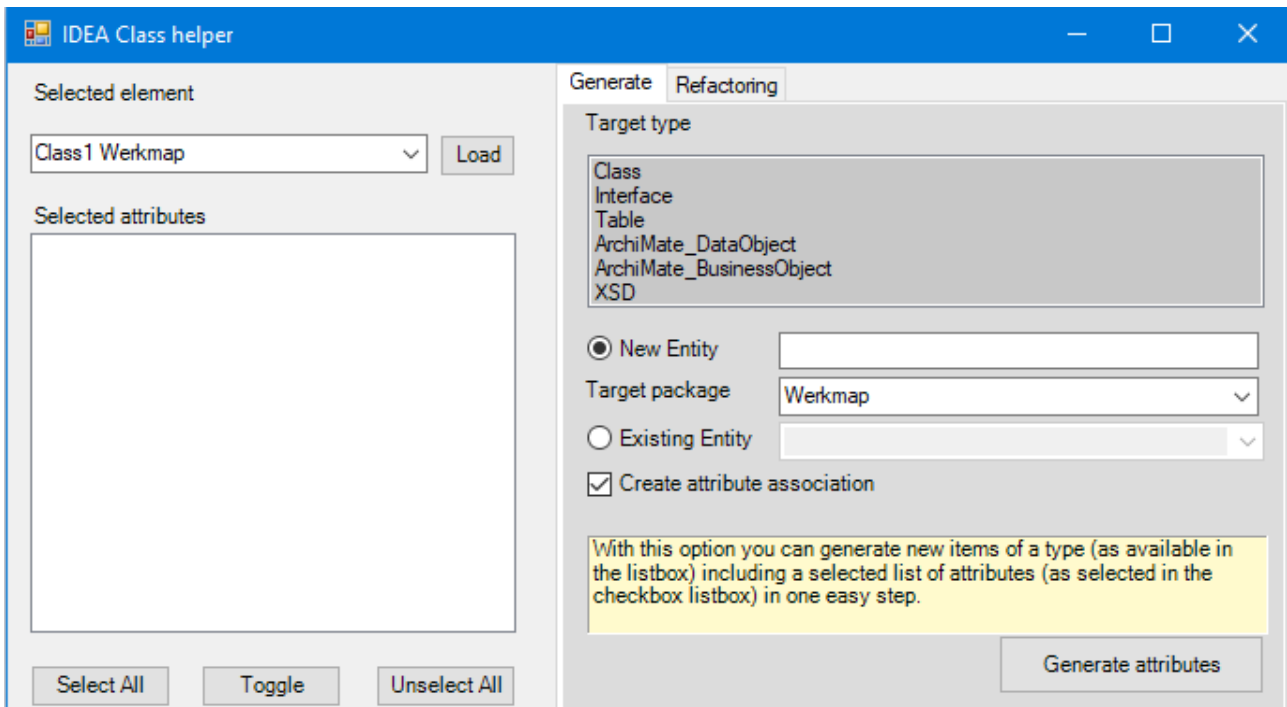 IDEA Class helper
Selected element
Class1 Werkmap
Load
Selected attributes
Select All
Toggle
Unselect All
Generate
Refactoring
Target type
Class
Interface
Table
ArchiMate_DataObject
ArchiMate_BusinessObject
XSD
New Entity
Target package
Werkmap
Existing Entity
Create attribute association
With this option you can generate new items of a type (as available in
the listbox) including a selected list of attributes (as selected in the
checkbox listbox) in one easy step.
Generate attributes